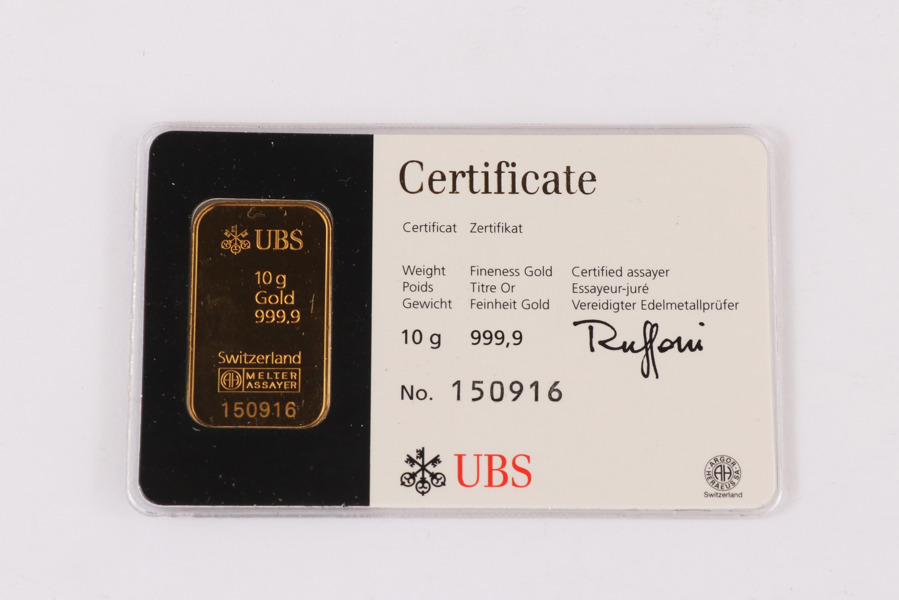 UBS
10 g
Gold
999.9
Switzerland
AH MELTER
ASSAYER
150916
Certificate
Certificat Zertifikat
Weight Fineness Gold Certified assayer
Poids Titre Or Essayeur-juré
Gewicht Feinheit Gold Vereidigter Edelmetallprüfer
10 g 999,9 Ruffoni
No. 150916
UBS
ARGOR
AH
HERAEUS SA
Switzerland